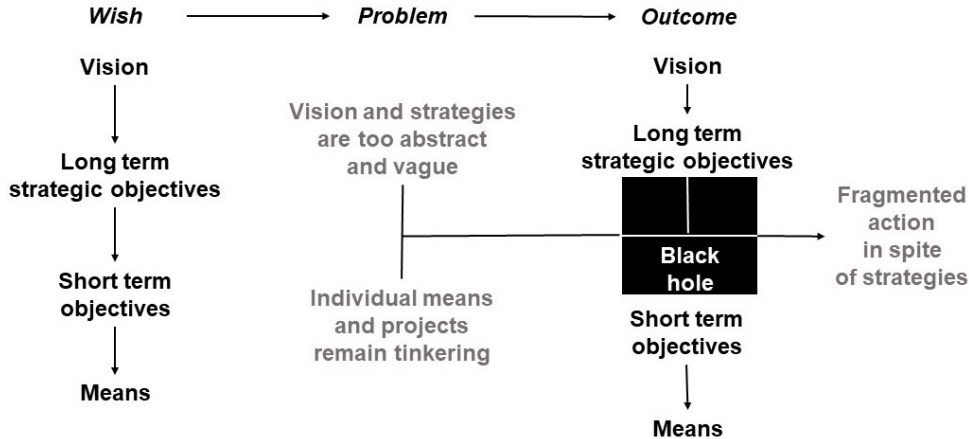 Wish
Problem
Outcome
Vision
Long term
strategic objectives
Short term
objectives
Means
Vision and strategies
are too abstract
and vague
Individual means
and projects
remain tinkering
Vision
Long term
strategic objectives
Black
hole
Short term
objectives
Means
Fragmented
action
in spite
of strategies